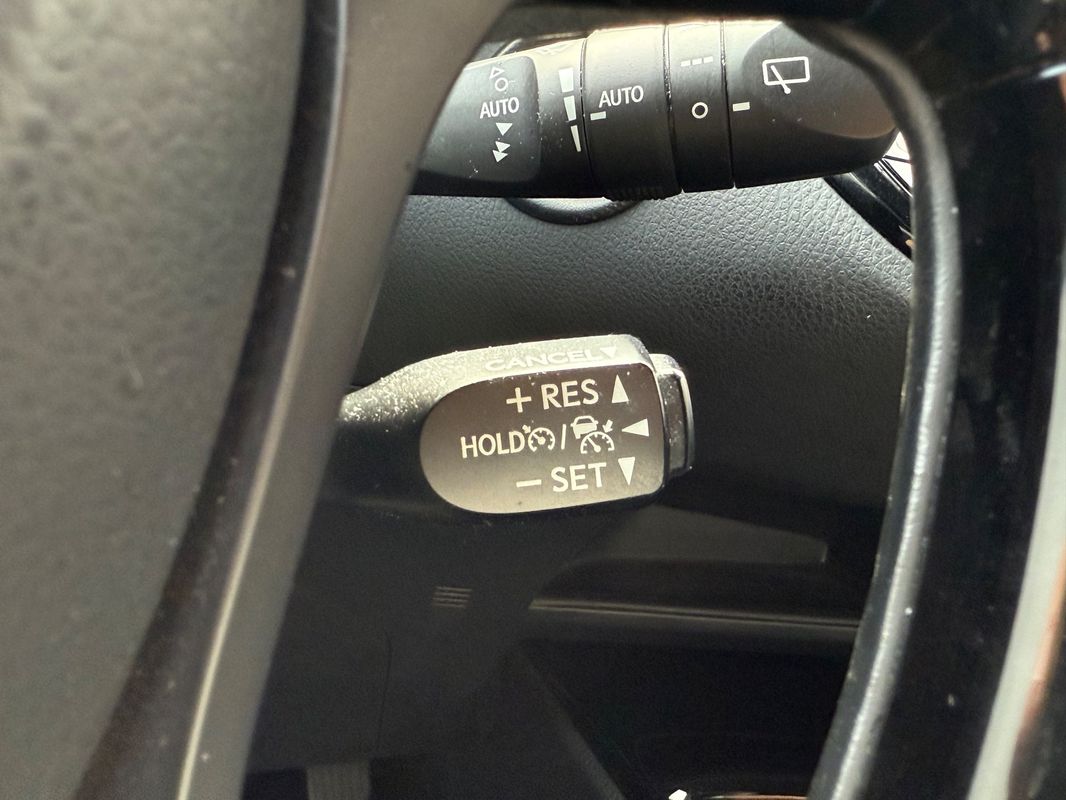 AUTO
AUTO
CANCEL
+ RES
HOLD /
− SET